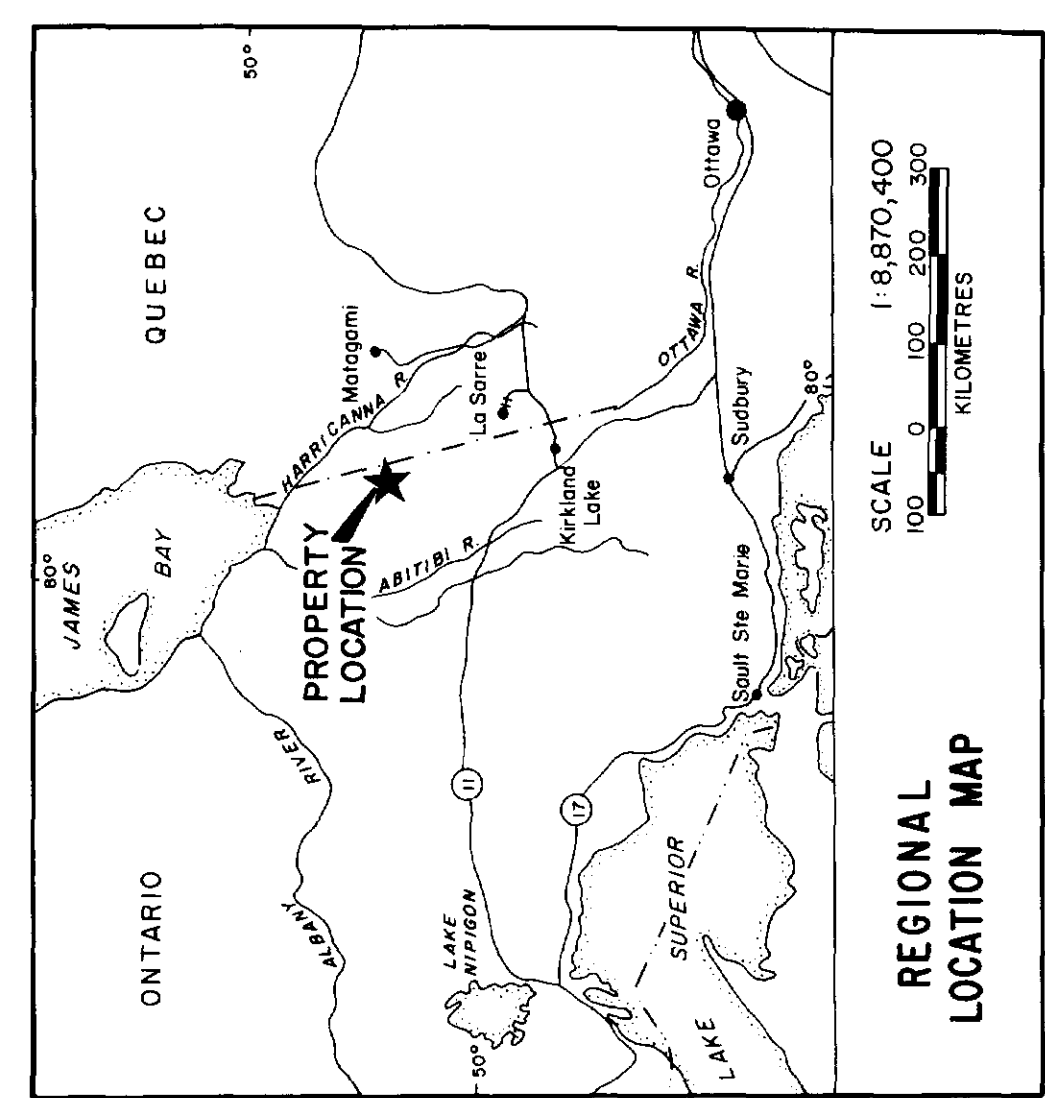 JAMES
BAY
80°
QUEBEC
50°
ONTARIO
ALBANY
RIVER
HARRICANNA R.
Matagami
PROPERTY
LOCATION
ABITIBI R.
La Sarre
Kirkland
Lake
LAKE
NIPIGON
50°
11
17
OTTAWA R.
Ottawa
Sudbury
Sault Ste Marie
80°
LAKE
SUPERIOR
REGIONAL
LOCATION MAP
SCALE 1:8,870,400
100 0 100 200 300
KILOMETRES